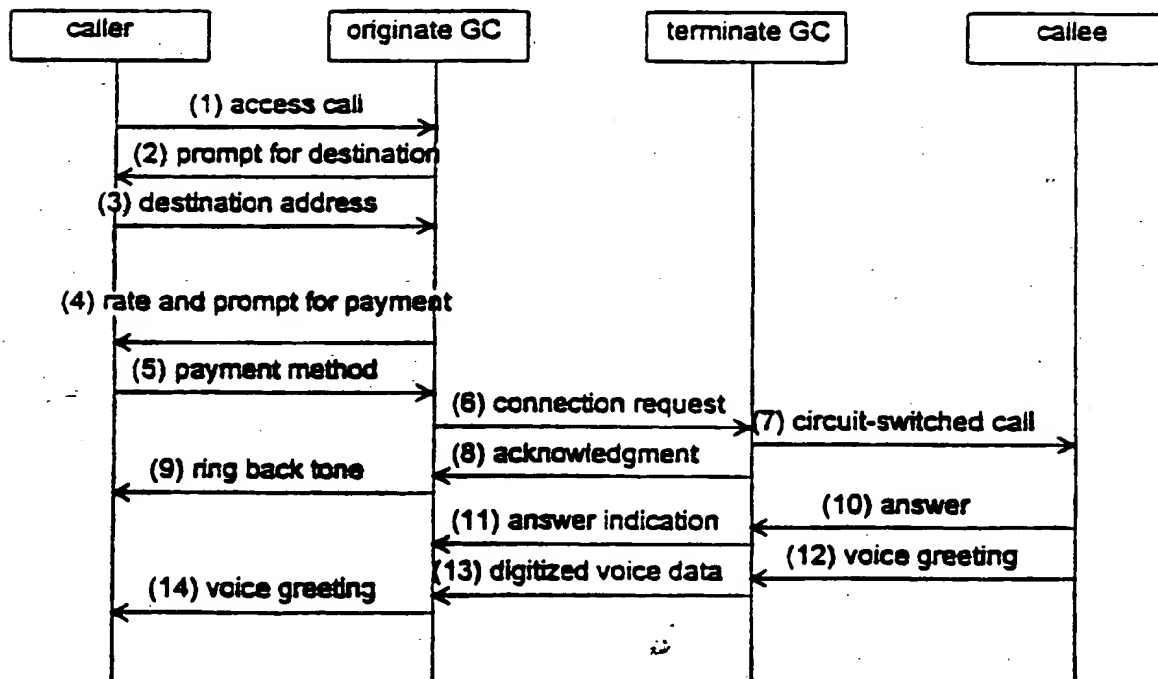 caller originate GC terminate GC callee
(1) access call
(2) prompt for destination
(3) destination address
(4) rate and prompt for payment
(5) payment method
(6) connection request
(7) circuit-switched call
(8) acknowledgment
(9) ring back tone
(10) answer
(11) answer indication
(12) voice greeting
(13) digitized voice data
(14) voice greeting